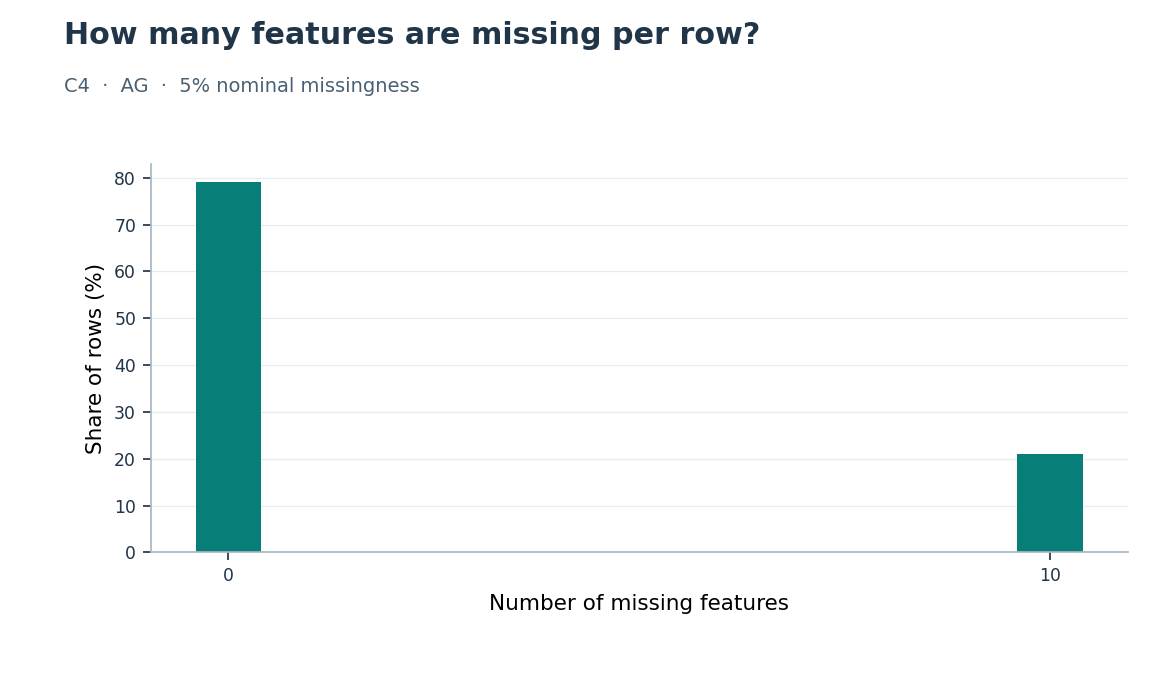 How many features are missing per row?
C4 · AG · 5% nominal missingness
80
70
60
50
40
30
20
10
0
Share of rows (%)
0 10
Number of missing features